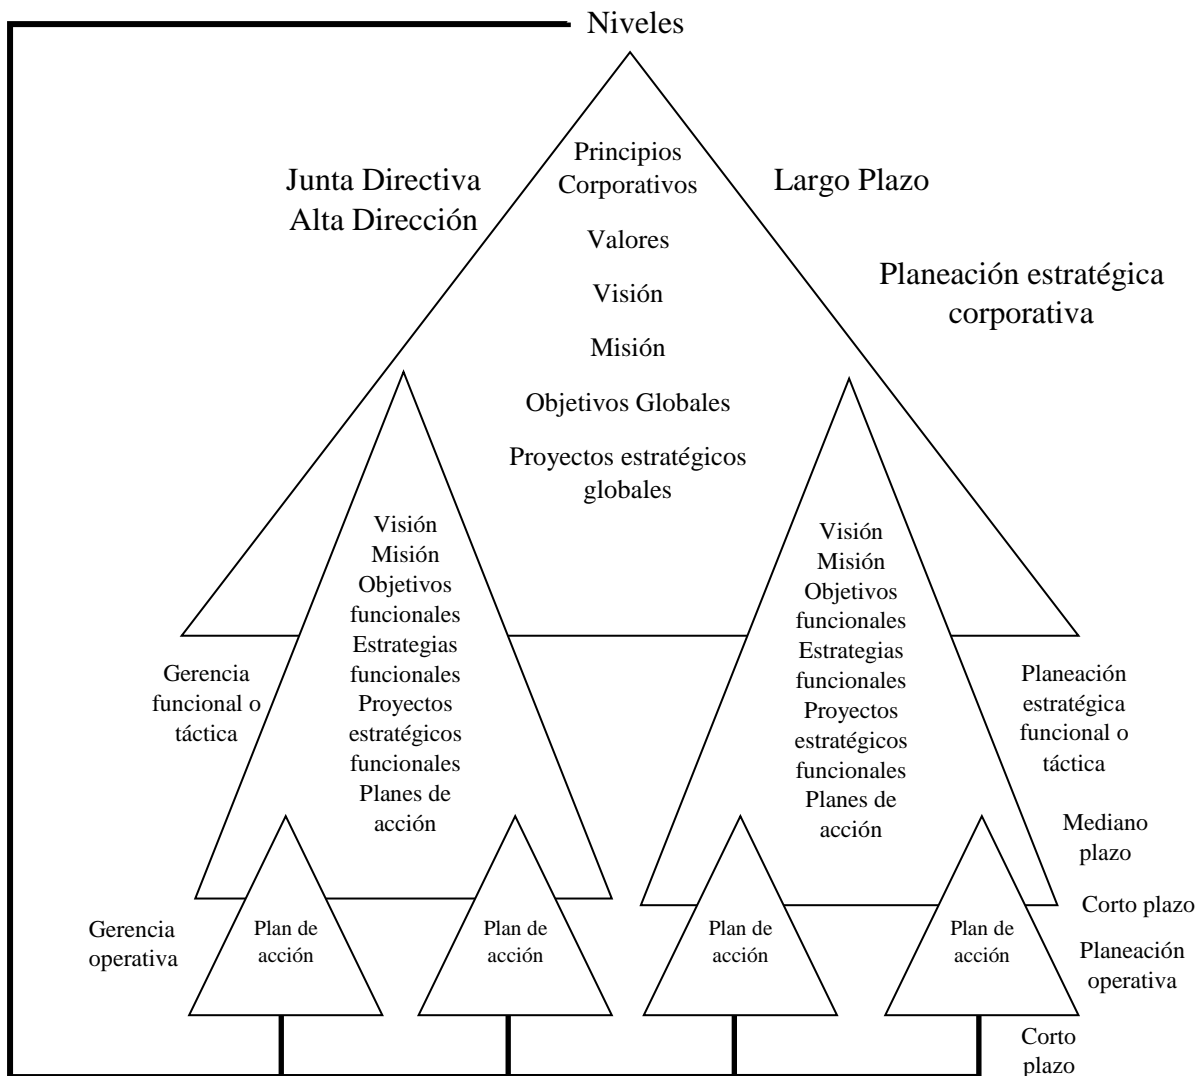 Niveles
Principios
Corporativos
Junta Directiva
Alta Dirección
Largo Plazo
Valores
Planeación estratégica
corporativa
Visión
Misión
Objetivos Globales
Proyectos estratégicos
globales
Visión
Misión
Objetivos
funcionales
Estrategias
funcionales
Proyectos
estratégicos
funcionales
Planes de
acción
Visión
Misión
Objetivos
funcionales
Estrategias
funcionales
Proyectos
estratégicos
funcionales
Planes de
acción
Gerencia
funcional o
táctica
Planeación
estratégica
funcional o
táctica
Mediano
plazo
Corto plazo
Gerencia
operativa
Plan de
acción
Plan de
acción
Plan de
acción
Plan de
acción
Planeación
operativa
Corto
plazo